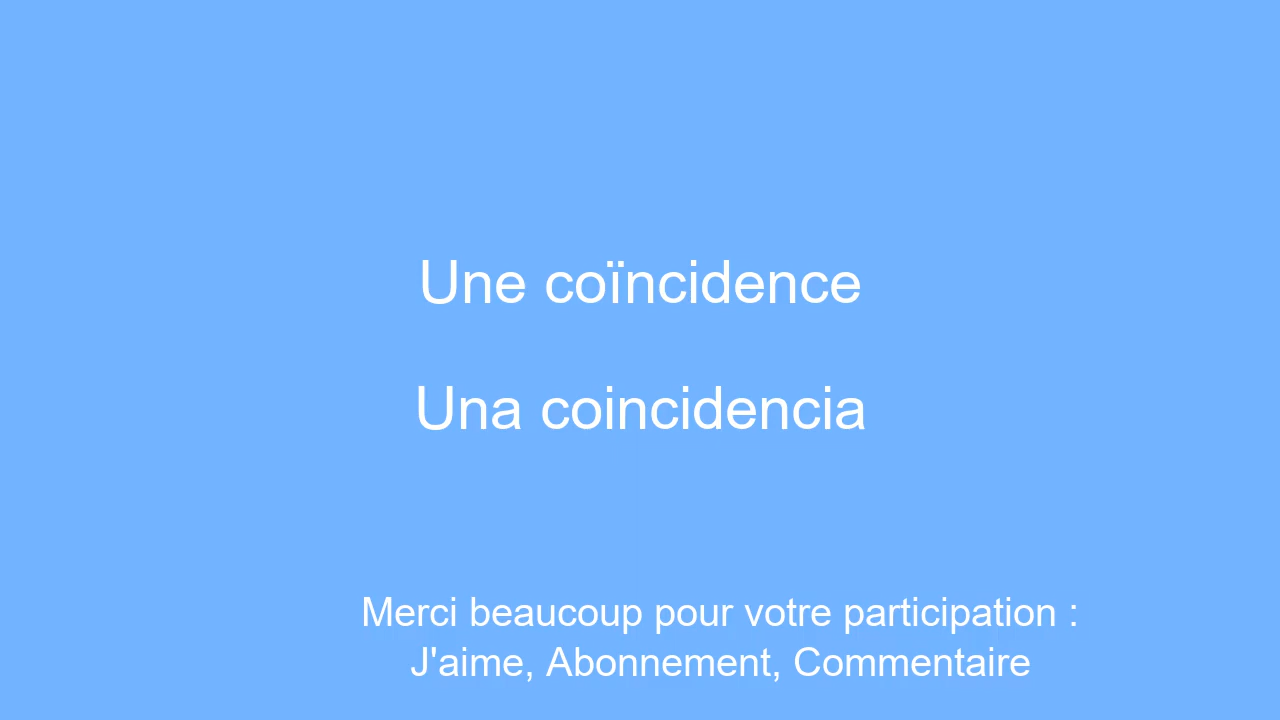 Une coïncidence
Una coincidencia
Merci beaucoup pour votre participation :
J'aime, Abonnement, Commentaire